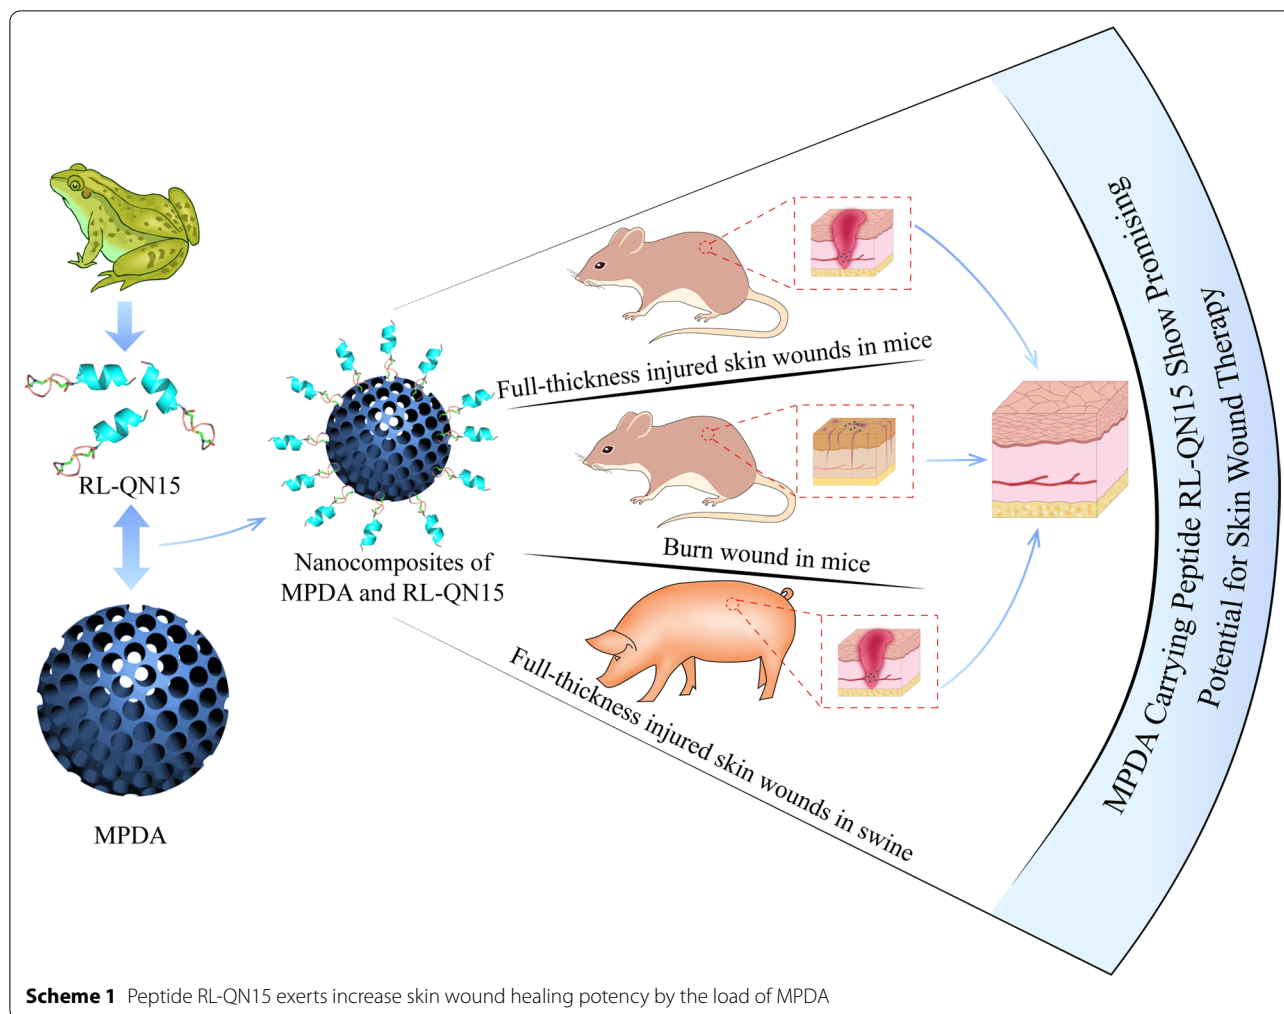 RL-QN15
MPDA
Nanocomposites of
MPDA and RL-QN15
Full-thickness injured skin wounds in mice
Burn wound in mice
Full-thickness injured skin wounds in swine
MPDA Carrying Peptide RL-QN15 Show Promising
Potential for Skin Wound Therapy
Scheme 1 Peptide RL-QN15 exerts increase skin wound healing potency by the load of MPDA